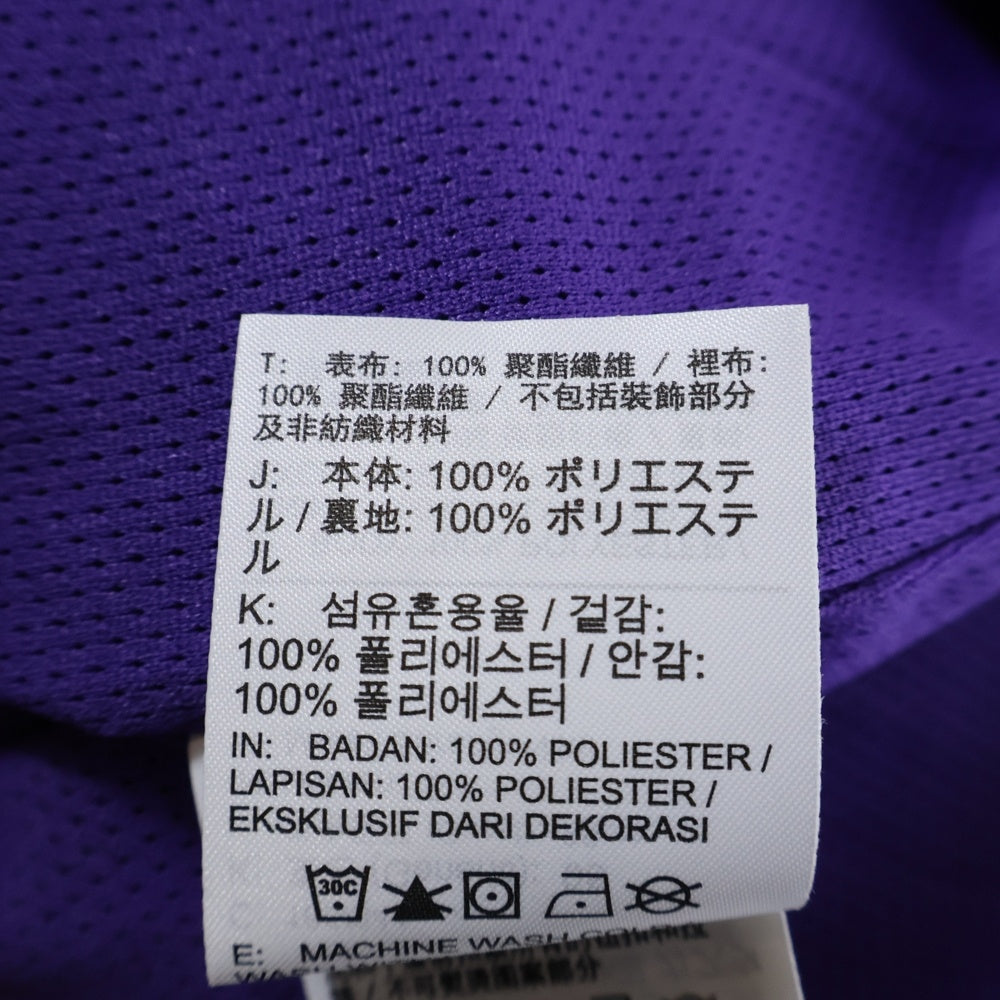 T: 表布: 100% 聚酯纖維 / 裡布:
100% 聚酯纖維 / 不包括裝飾部分
及非紡織材料
J: 本体: 100% ポリエステ
ル / 裏地: 100% ポリエステ
ル
K: 섬유혼용율 / 겉감:
100% 폴리에스터 / 안감:
100% 폴리에스터
IN: BADAN: 100% POLIESTER /
LAPISAN: 100% POLIESTER /
EKSKLUSIF DARI DEKORASI
30C
E: MACHINE WASH